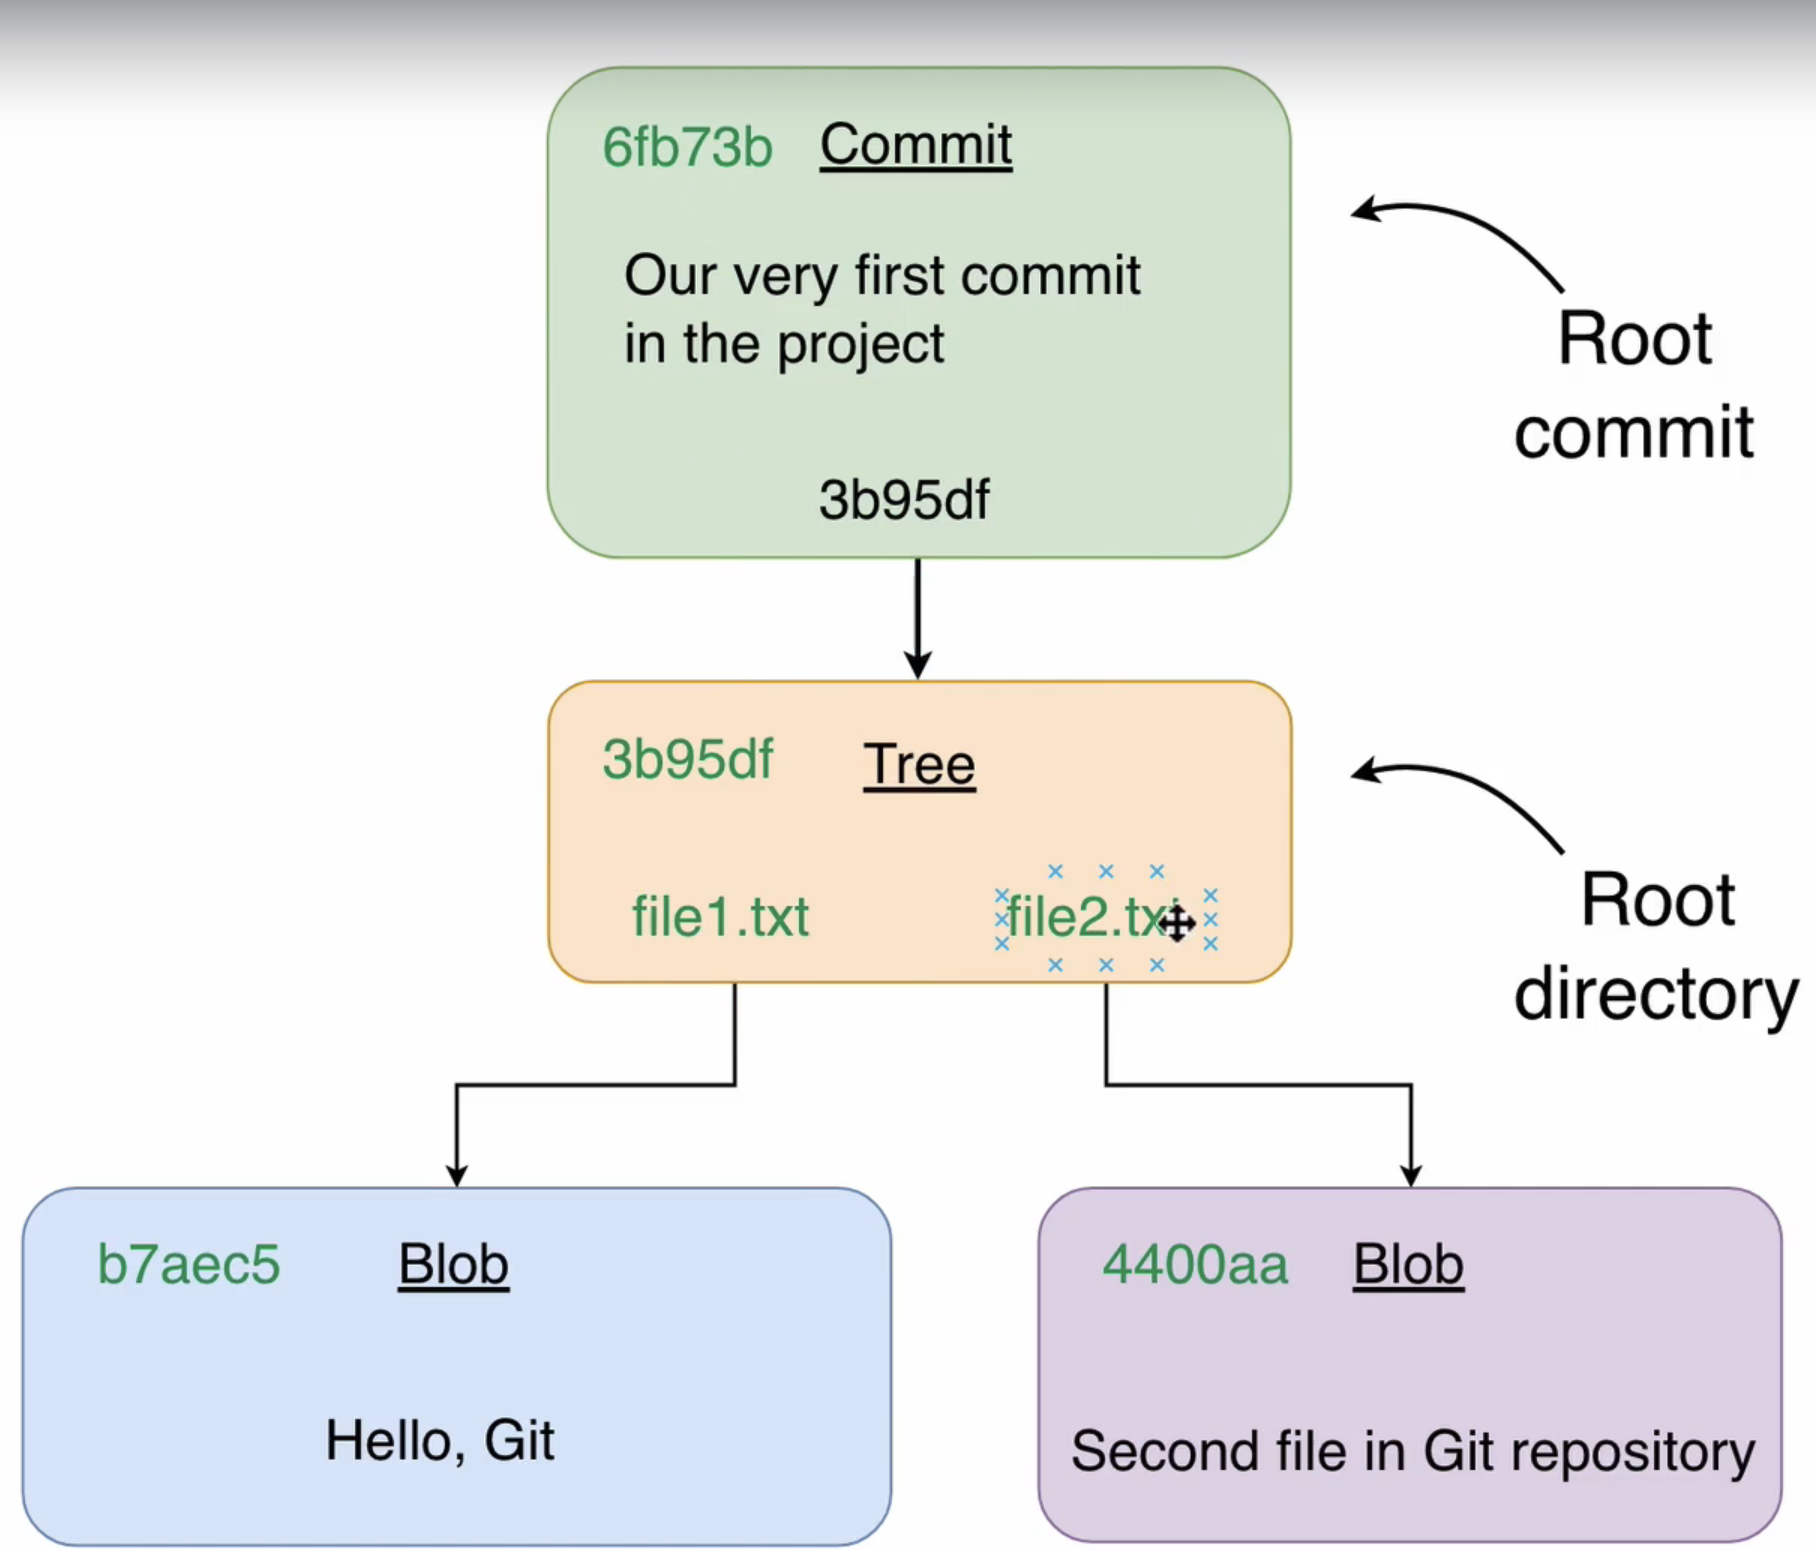 6fb73b Commit
Our very first commit
in the project
3b95df
Root
commit
3b95df Tree
file1.txt file2.txt
Root
directory
b7aec5 Blob
Hello, Git
4400aa Blob
Second file in Git repository